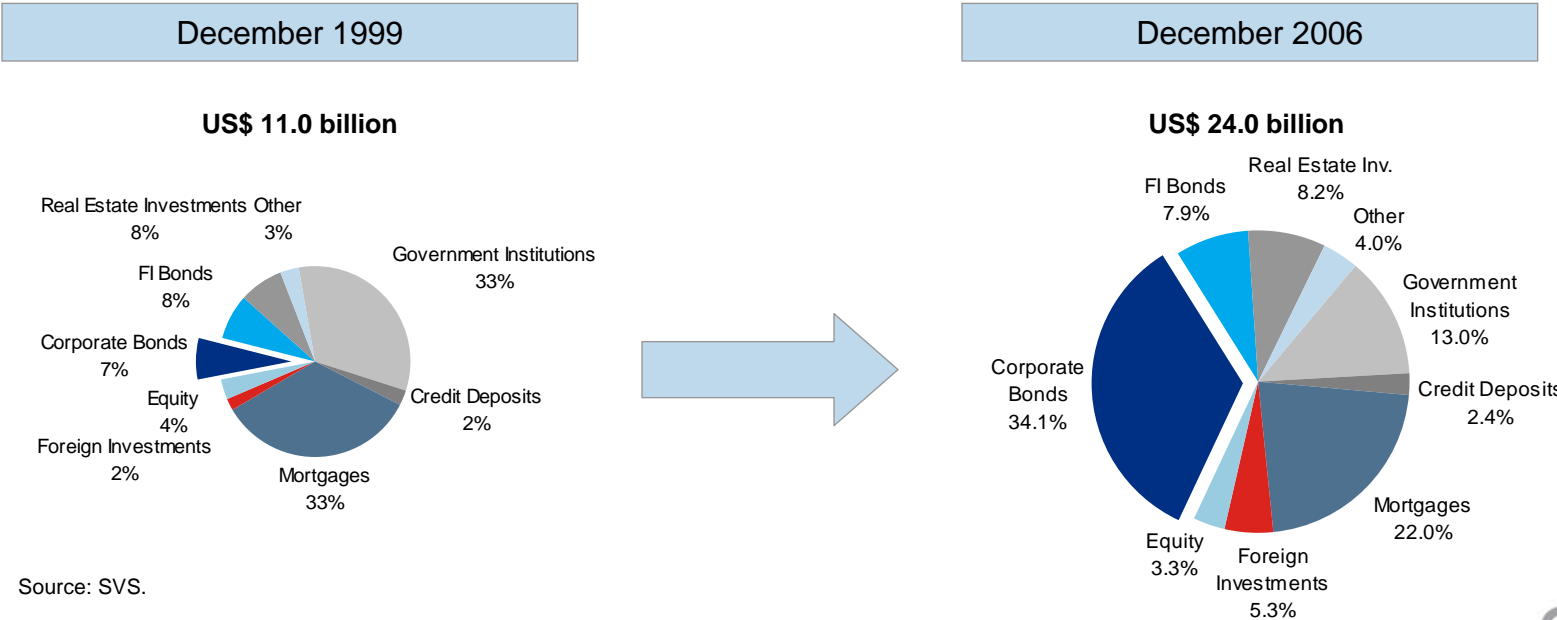 December 1999
US$ 11.0 billion
Real Estate Investments
8%
Other
3%
Government Institutions
33%
FI Bonds
8%
Corporate Bonds
7%
Equity
4%
Foreign Investments
2%
Mortgages
33%
Credit Deposits
2%
Source: SVS.
December 2006
US$ 24.0 billion
FI Bonds
7.9%
Real Estate Inv.
8.2%
Other
4.0%
Government
Institutions
13.0%
Credit Deposits
2.4%
Mortgages
22.0%
Foreign
Investments
5.3%
Equity
3.3%
Corporate
Bonds
34.1%